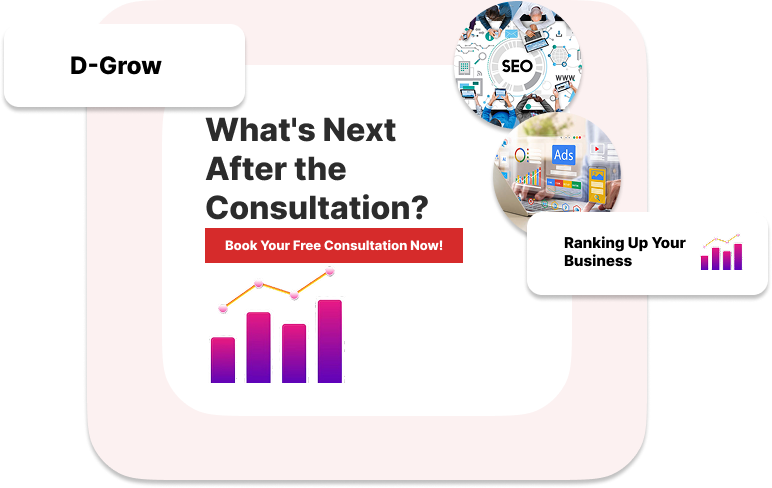 D-Grow
SEO
WWW
Ads
What's Next
After the
Consultation?
Book Your Free Consultation Now!
Ranking Up Your
Business